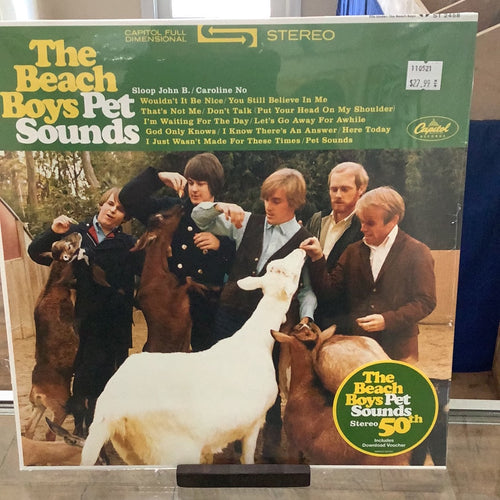 CAPITOL FULL
DIMENSIONAL
STEREO
ST 2458
The
Beach
Boys Pet
Sounds
Sloop John B. / Caroline No
Wouldn't It Be Nice / You Still Believe In Me
That's Not Me / Don't Talk (Put Your Head On My Shoulder)
I'm Waiting For The Day / Let's Go Away For Awhile
God Only Knows / I Know There's An Answer / Here Today
I Just Wasn't Made For These Times / Pet Sounds
110521
$27.99
Capitol
RECORDS
The
Beach
Boys Pet
Sounds
Stereo 50th
Includes
Download Voucher